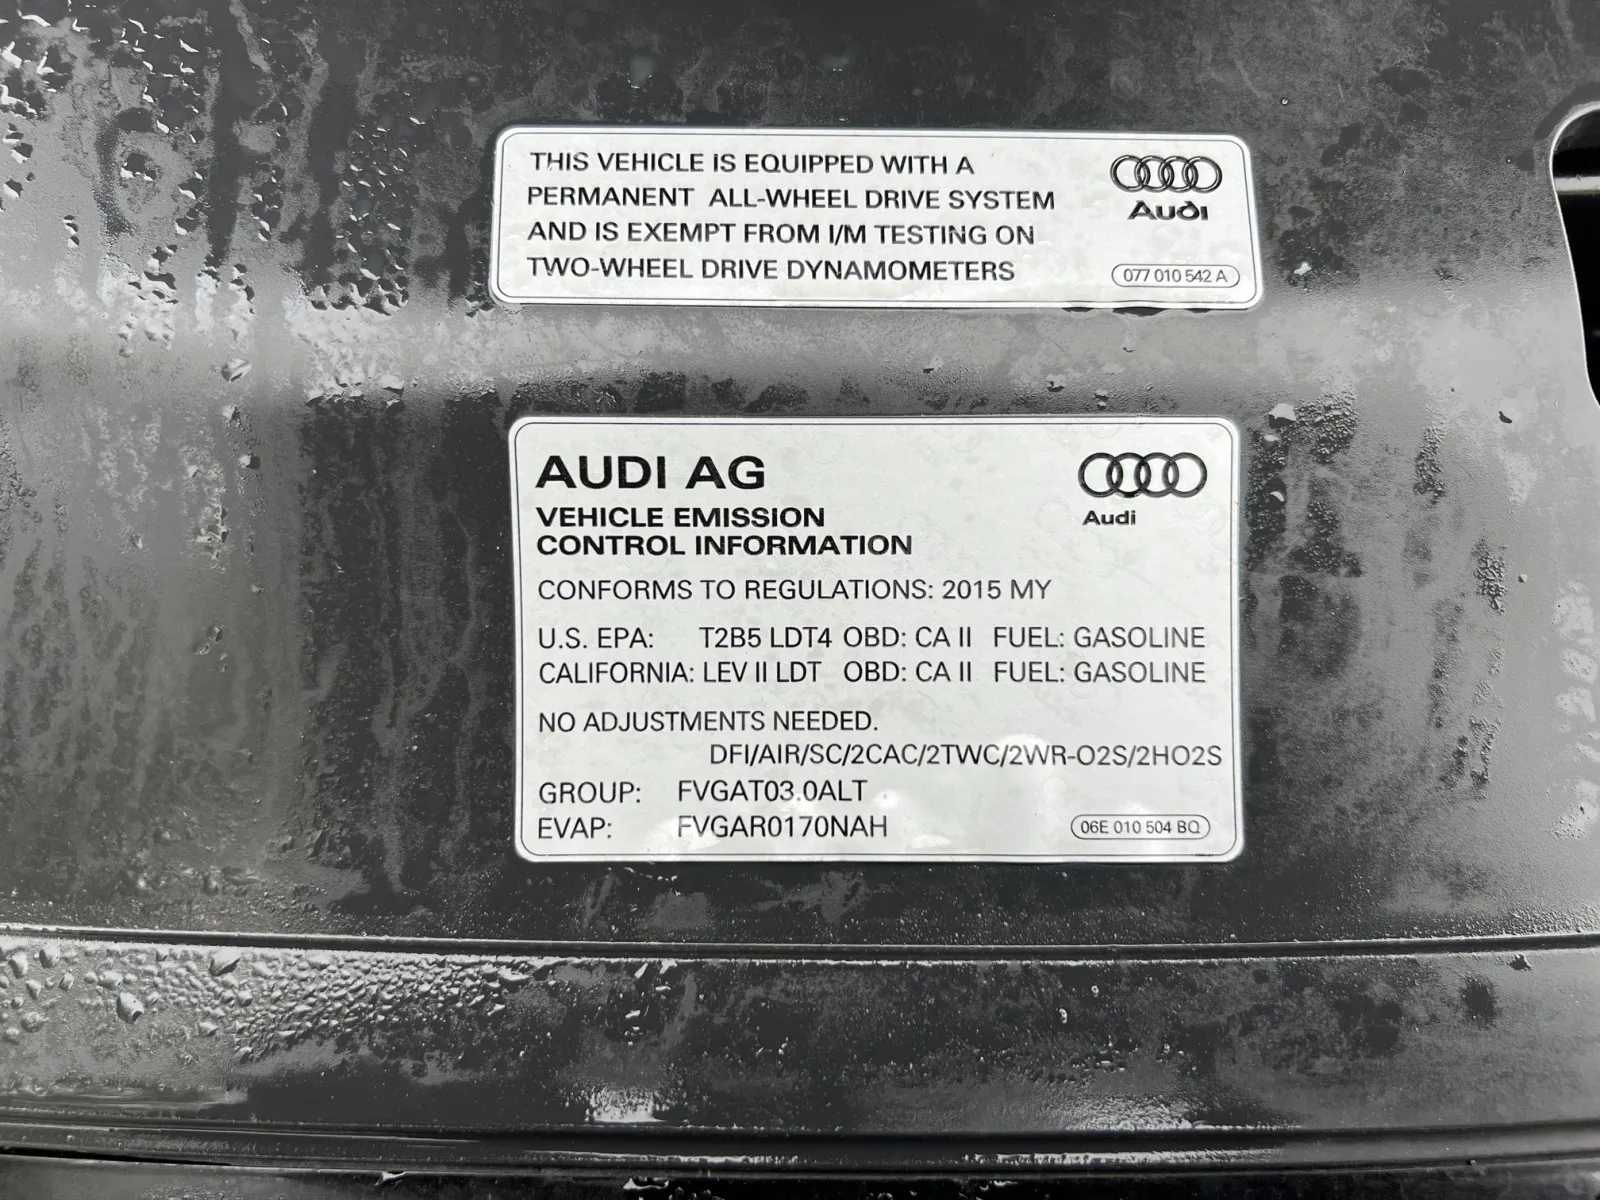 THIS VEHICLE IS EQUIPPED WITH A
PERMANENT ALL-WHEEL DRIVE SYSTEM
AND IS EXEMPT FROM I/M TESTING ON
TWO-WHEEL DRIVE DYNAMOMETERS
Audi
077 010 542 A
AUDI AG
Audi
VEHICLE EMISSION
CONTROL INFORMATION
CONFORMS TO REGULATIONS: 2015 MY
U.S. EPA: T2B5 LDT4 OBD: CA II FUEL: GASOLINE
CALIFORNIA: LEV II LDT OBD: CA II FUEL: GASOLINE
NO ADJUSTMENTS NEEDED.
DFI/AIR/SC/2CAC/2TWC/2WR-O2S/2HO2S
GROUP: FVGAT03.0ALT
EVAP: FVGAR0170NAH
06E 010 504 BQ